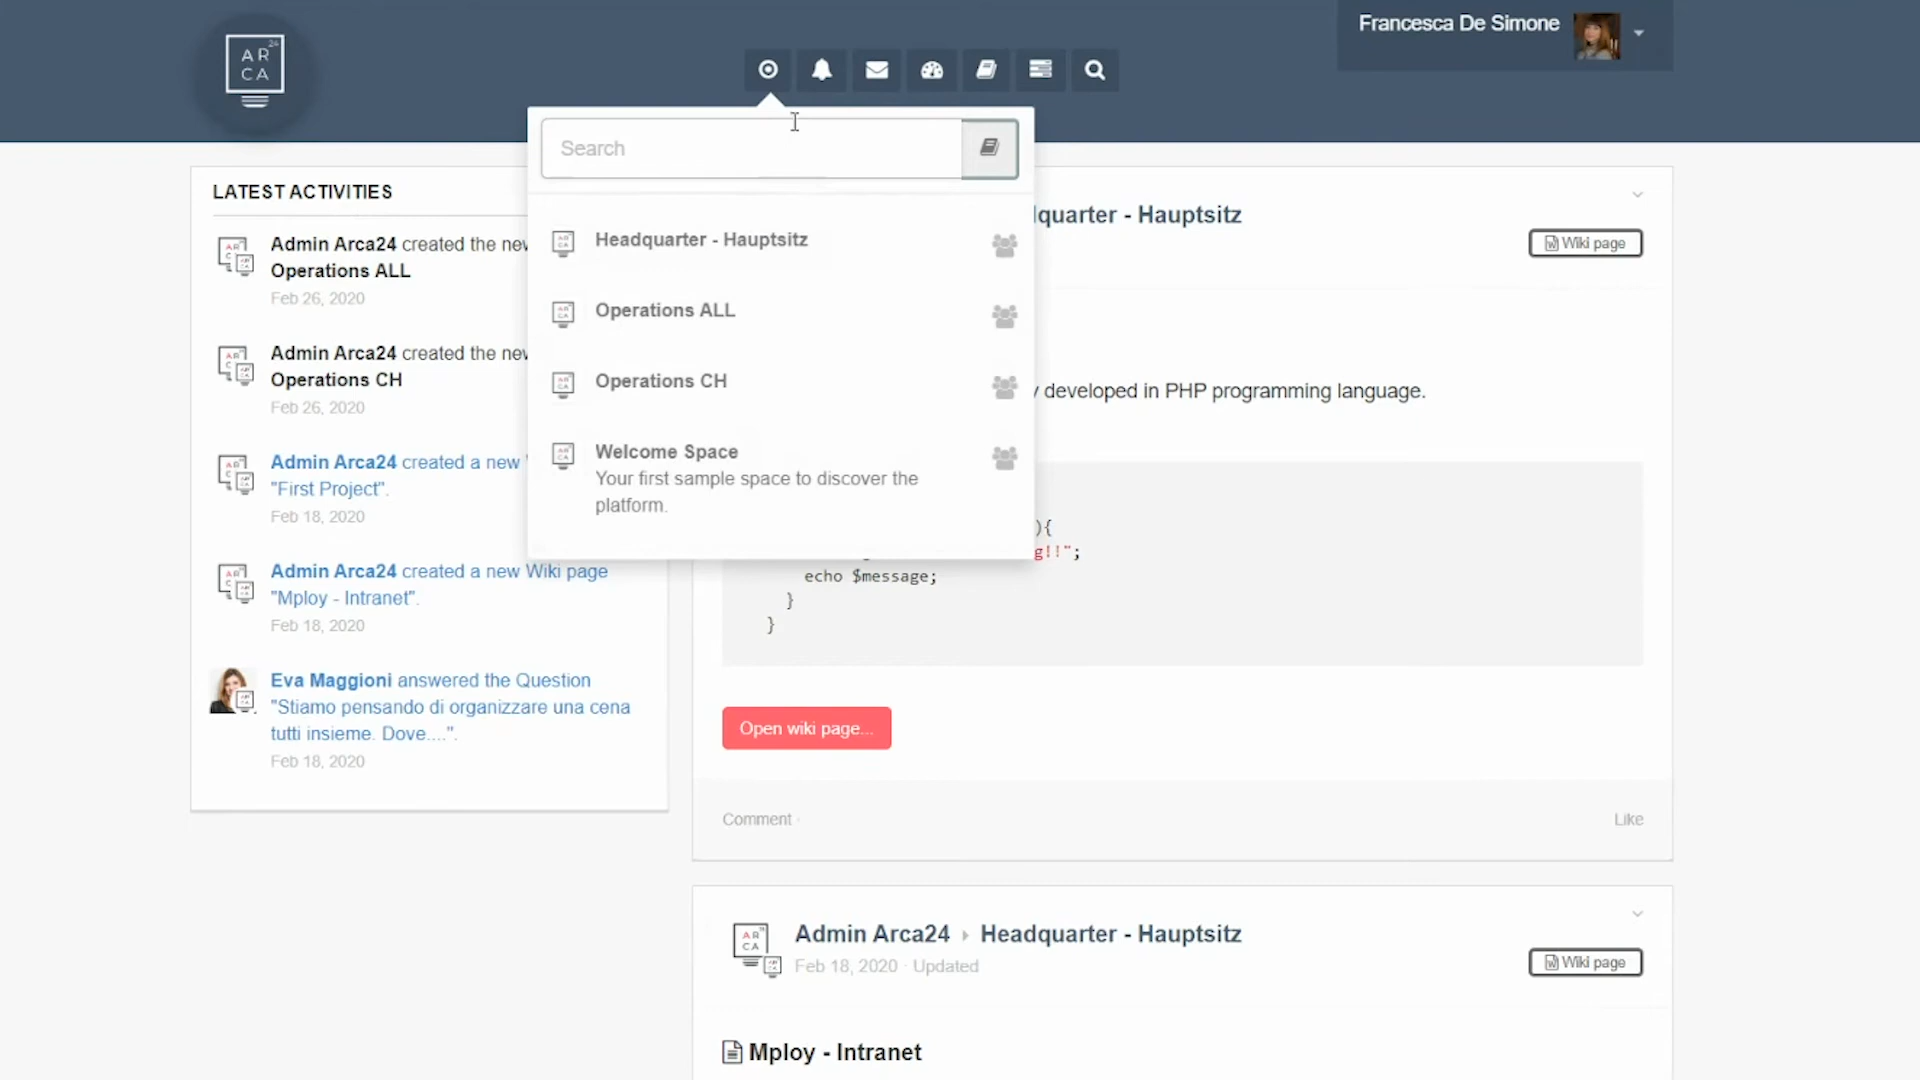 AR24
CA
Francesca De Simone
Search
LATEST ACTIVITIES
Admin Arca24 created the new
Operations ALL
Feb 26, 2020
Admin Arca24 created the new
Operations CH
Feb 26, 2020
Admin Arca24 created a new
"First Project".
Feb 18, 2020
Admin Arca24 created a new Wiki page
"Mploy - Intranet".
Feb 18, 2020
Eva Maggioni answered the Question
"Stiamo pensando di organizzare una cena
tutti insieme. Dove....".
Feb 18, 2020
Headquarter - Hauptsitz
Operations ALL
Operations CH
Welcome Space
Your first sample space to discover the
platform.
dquarter - Hauptsitz
Wiki page
developed in PHP programming language.
){
g!!";
echo $message;
}
}
Open wiki page...
Comment ·
Like
AR
CA
Admin Arca24 Headquarter - Hauptsitz
Feb 18, 2020 · Updated
Wiki page
Mploy - Intranet